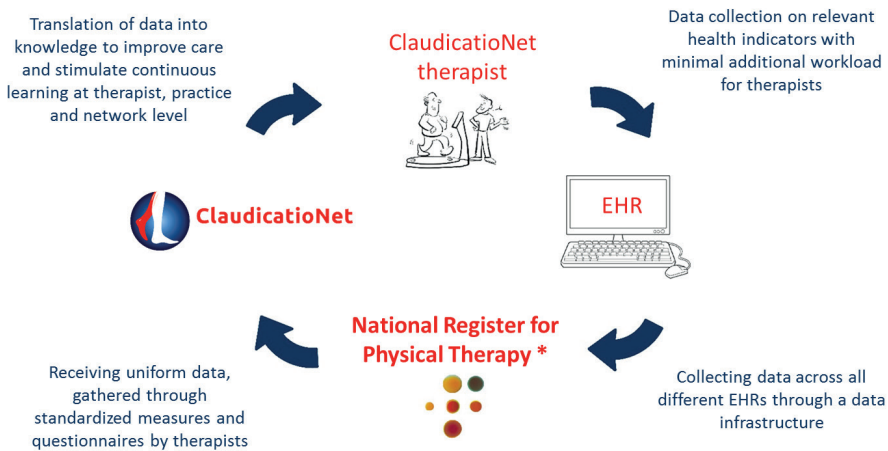 Translation of data into
knowledge to improve care
and stimulate continuous
learning at therapist, practice
and network level
ClaudicatioNet
therapist
Data collection on relevant
health indicators with
minimal additional workload
for therapists
ClaudicatioNet
EHR
National Register for
Physical Therapy *
Receiving uniform data,
gathered through
standardized measures and
questionnaires by therapists
Collecting data across all
different EHRs through a data
infrastructure